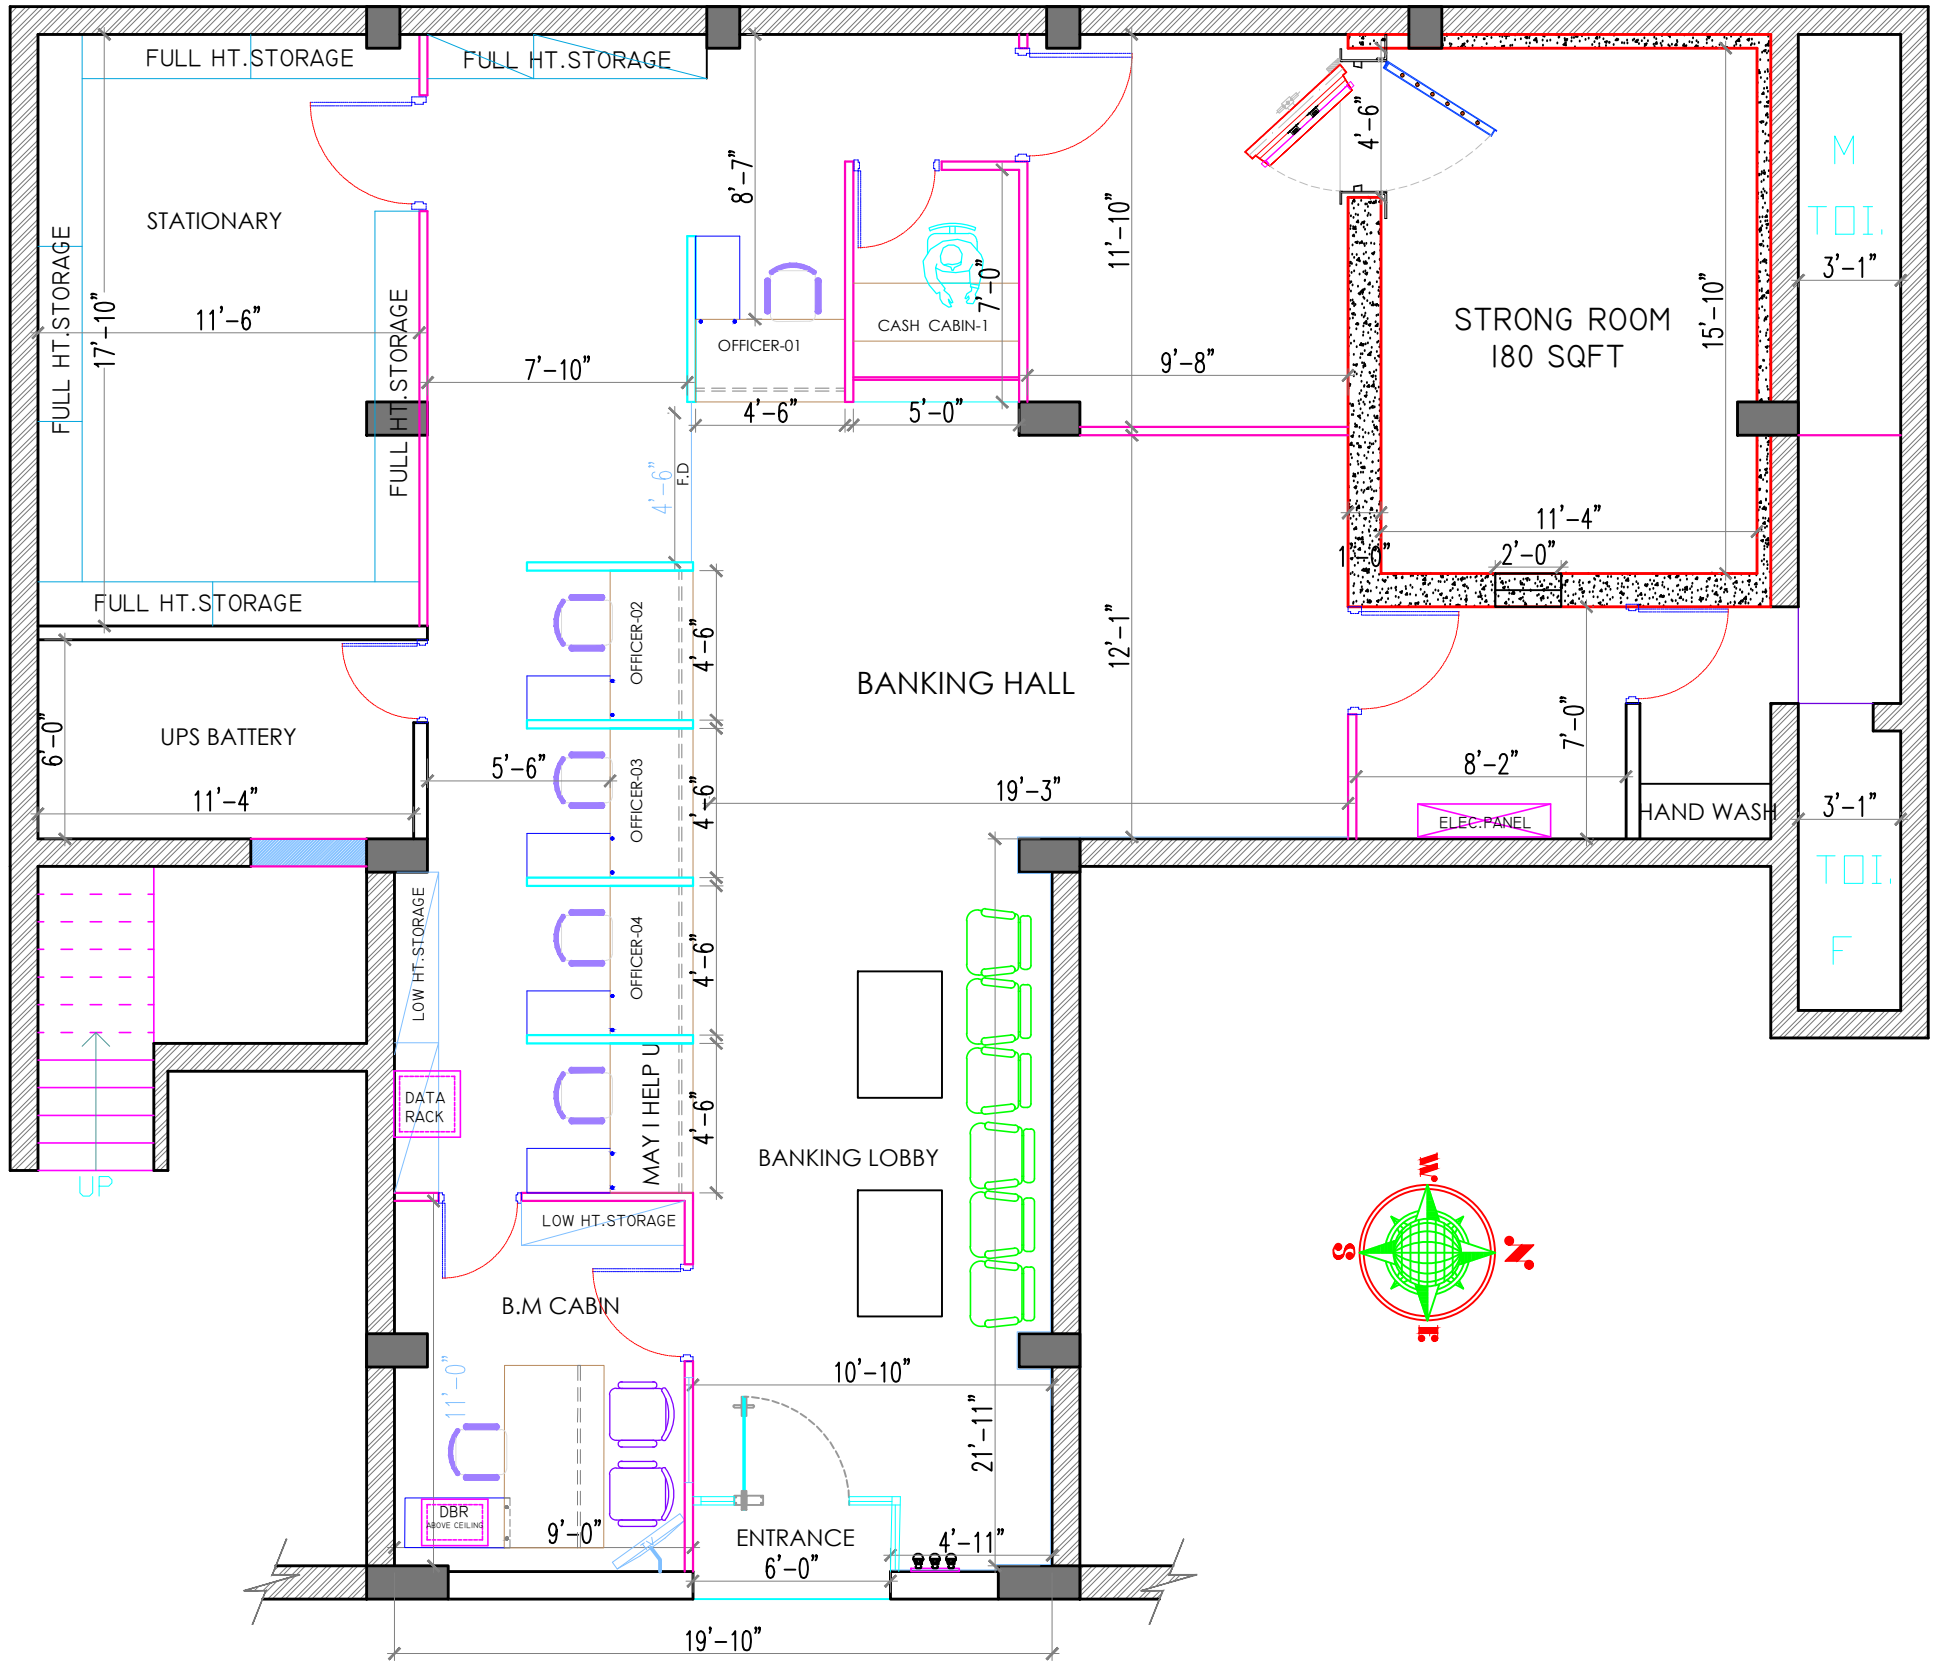 FULL HT.STORAGE
FULL HT.STORAGE
M
TOI.
3'-1"
4'-6"
8'-7"
11'-10"
7'-0"
STATIONARY
FULL HT.STORAGE
17'-10"
11'-6"
FULL HT.STORAGE
7'-10"
OFFICER-01
CASH CABIN-1
9'-8"
STRONG ROOM
180 SQFT
15'-10"
4'-6"
5'-0"
4'-6"
F.D
11'-4"
1'-0"
2'-0"
FULL HT.STORAGE
OFFICER-02
4'-6"
12'-1"
BANKING HALL
UPS BATTERY
6'-0"
11'-4"
5'-6"
OFFICER-03
4'-6"
19'-3"
7'-0"
8'-2"
ELEC.PANEL
HAND WASH
3'-1"
TOI.
F
LOW HT.STORAGE
OFFICER-04
4'-6"
DATA
RACK
MAY I HELP U
4'-6"
BANKING LOBBY
UP
LOW HT.STORAGE
B.M CABIN
W
S
N
E
11'-0"
10'-10"
21'-11"
DBR
ABOVE CEILING
9'-0"
ENTRANCE
6'-0"
4'-11"
19'-10"